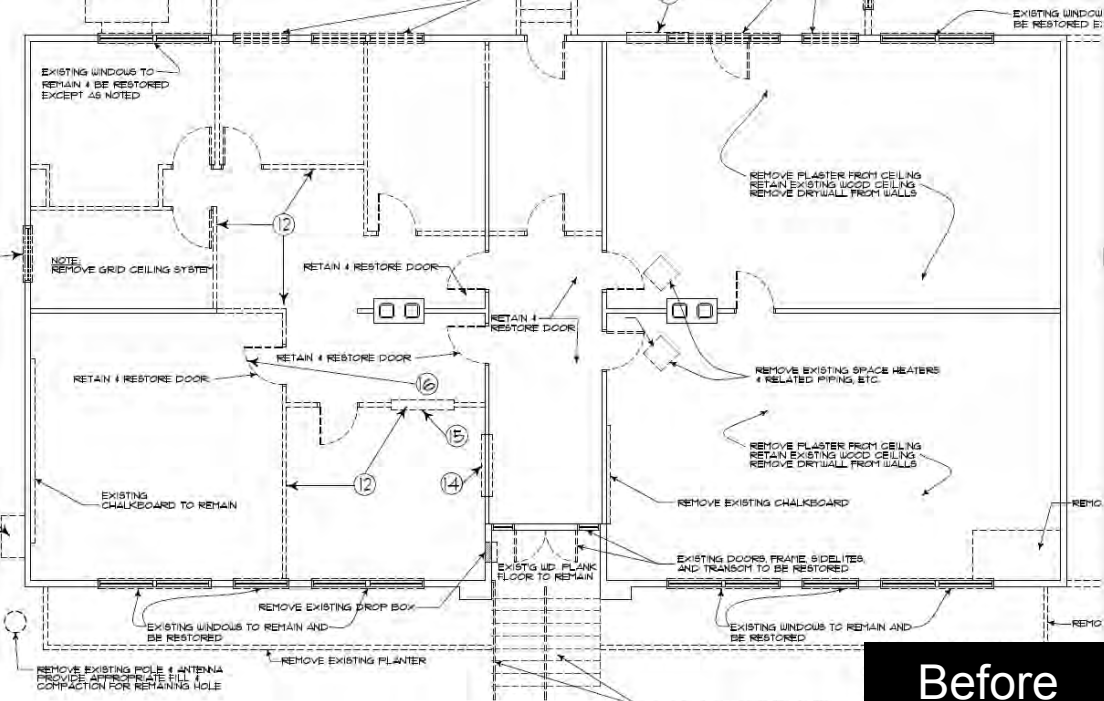 EXISTING WINDOW
BE RESTORED E
EXISTING WINDOWS TO
REMAIN & BE RESTORED
EXCEPT AS NOTED
REMOVE PLASTER FROM CEILING
RETAIN EXISTING WOOD CEILING
REMOVE DRYWALL FROM WALLS
12
NOTE:
REMOVE GRID CEILING SYSTEM
RETAIN & RESTORE DOOR
RETAIN &
RESTORE DOOR
RETAIN & RESTORE DOOR
RETAIN & RESTORE DOOR
16
REMOVE EXISTING SPACE HEATERS
& RELATED PIPING, ETC.
15
REMOVE PLASTER FROM CEILING
RETAIN EXISTING WOOD CEILING
REMOVE DRYWALL FROM WALLS
12
14
EXISTING
CHALKBOARD TO REMAIN
REMOVE EXISTING CHALKBOARD
REMO
EXIST'G WD. PLANK
FLOOR TO REMAIN
EXISTING DOORS, FRAME, SIDELITES,
AND TRANSOM TO BE RESTORED
REMOVE EXISTING DROP BOX
EXISTING WINDOWS TO REMAIN AND
BE RESTORED
EXISTING WINDOWS TO REMAIN AND
BE RESTORED
REMO
REMOVE EXISTING PLANTER
REMOVE EXISTING POLE & ANTENNA
PROVIDE APPROPRIATE FILL &
COMPACTION FOR REMAINING HOLE
Before